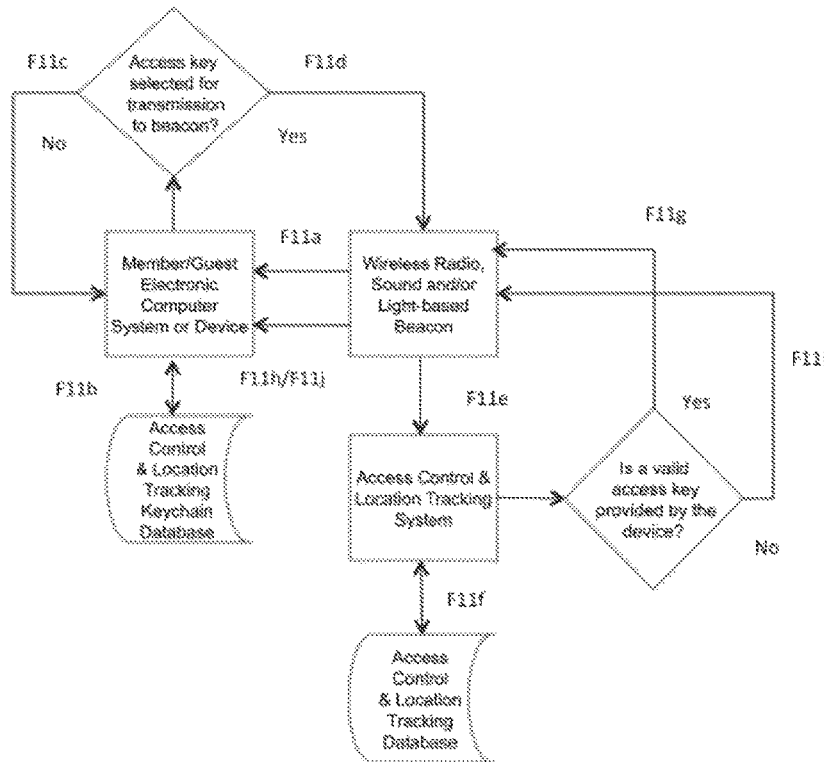 F11c
Access key
selected for
transmission
to beacon?
F11d
No
Yes
F11g
Member/Guest
Electronic
Computer
System or Device
F11a
Wireless Radio,
Sound and/or
Light-based
Beacon
F11
F11b
F11h/F11j
F11e
Yes
Access
Control
& Location
Tracking
Keychain
Database
Access Control &
Location Tracking
System
Is a valid
access key
provided by the
device?
No
F11f
Access
Control
& Location
Tracking
Database